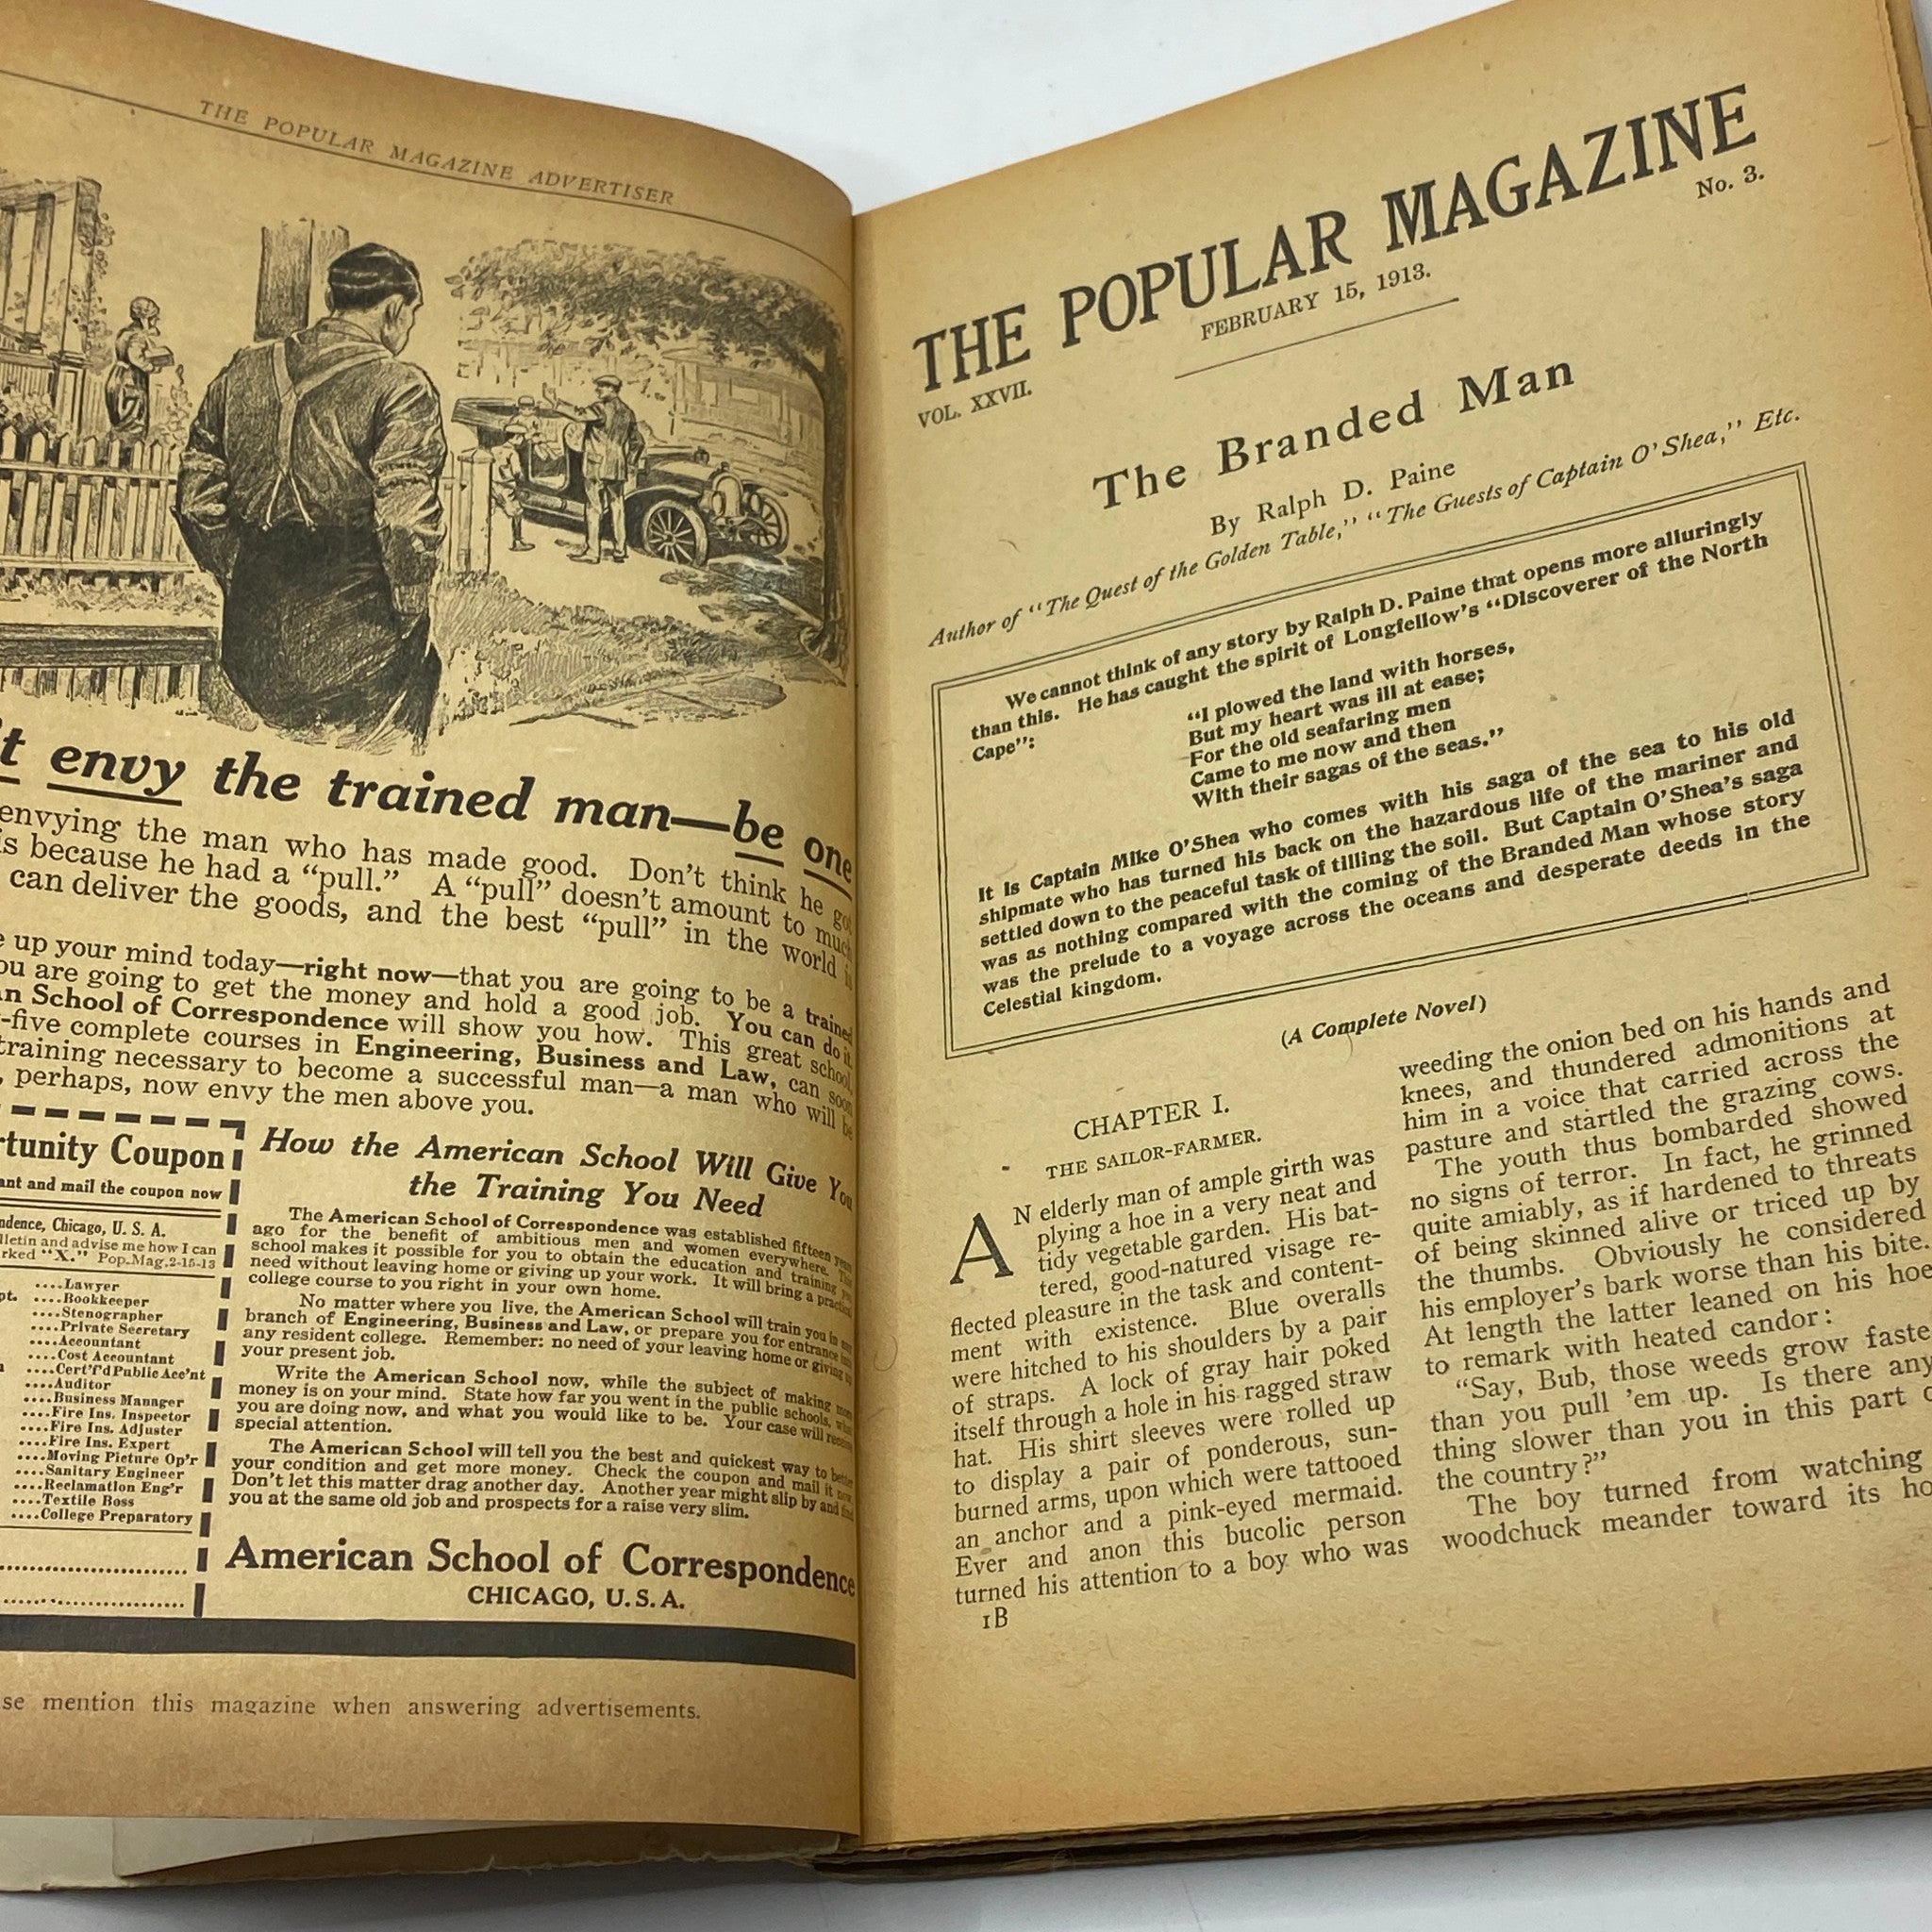 THE POPULAR MAGAZINE ADVERTISER
envy the trained man—be one
envying the man who has made good. Don't think he got
is because he had a "pull." A "pull" doesn't amount to much
can deliver the goods, and the best "pull" in the world
up your mind today—right now—that you are going to be a trained
you are going to get the money and hold a good job. You can do it.
School of Correspondence will show you how. This great school,
-five complete courses in Engineering, Business and Law, can soon
training necessary to become a successful man—a man who will be
, perhaps, now envy the men above you.
Coupon
ant and mail the coupon now
Chicago, U. S. A.
and advise me how I can
"X." Pop.Mag.2-15-13
....Lawyer
....Bookkeeper
....Stenographer
....Private Secretary
....Accountant
....Cost Accountant
....Cert'f'd Public Acc'nt
....Auditor
....Business Manager
....Fire Ins. Inspector
....Fire Ins. Adjuster
....Fire Ins. Expert
....Moving Picture Op'r
....Sanitary Engineer
....Reclamation Eng'r
....Textile Boss
....College Preparatory
How the American School Will Give You
the Training You Need
The American School of Correspondence was established fifteen years
ago for the benefit of ambitious men and women everywhere. This
school makes it possible for you to obtain the education and training you
need without leaving home or giving up your work. It will bring a practical
college course to you right in your own home.
No matter where you live, the American School will train you in any
branch of Engineering, Business and Law, or prepare you for entrance into
any resident college. Remember: no need of your leaving home or giving up
your present job.
Write the American School now, while the subject of making more
money is on your mind. State how far you went in the public schools, what
you are doing now, and what you would like to be. Your case will receive
special attention.
The American School will tell you the best and quickest way to better
your condition and get more money. Check the coupon and mail it now.
Don't let this matter drag another day. Another year might slip by and find
you at the same old job and prospects for a raise very slim.
American School of Correspondence
CHICAGO, U. S. A.
mention this magazine when answering advertisements.
THE POPULAR MAGAZINE
VOL. XXVII.
FEBRUARY 15, 1913.
No. 3.
The Branded Man
By Ralph D. Paine
Author of "The Quest of the Golden Table," "The Guests of Captain O'Shea," Etc.
We cannot think of any story by Ralph D. Paine that opens more alluringly
than this. He has caught the spirit of Longfellow's "Discoverer of the North
Cape":
"I plowed the land with horses,
But my heart was ill at ease;
For the old seafaring men
Came to me now and then
With their sagas of the seas."
It is Captain Mike O'Shea who comes with his saga of the sea to his old
shipmate who has turned his back on the hazardous life of the mariner and
settled down to the peaceful task of tilling the soil. But Captain O'Shea's saga
was as nothing compared with the coming of the Branded Man whose story
was the prelude to a voyage across the oceans and desperate deeds in the
Celestial kingdom.
(A Complete Novel)
CHAPTER I.
THE SAILOR-FARMER.
AN elderly man of ample girth was
plying a hoe in a very neat and
tidy vegetable garden. His bat-
tered, good-natured visage re-
flected pleasure in the task and content-
ment with existence. Blue overalls
were hitched to his shoulders by a pair
of straps. A lock of gray hair poked
itself through a hole in his ragged straw
hat. His shirt sleeves were rolled up
to display a pair of ponderous, sun-
burned arms, upon which were tattooed
an anchor and a pink-eyed mermaid.
Ever and anon this bucolic person
turned his attention to a boy who was
1B
weeding the onion bed on his hands and
knees, and thundered admonitions at
him in a voice that carried across the
pasture and startled the grazing cows.
The youth thus bombarded showed
no signs of terror. In fact, he grinned
quite amiably, as if hardened to threats
of being skinned alive or triced up by
the thumbs. Obviously he considered
his employer's bark worse than his bite.
At length the latter leaned on his hoe
to remark with heated candor:
"Say, Bub, those weeds grow faste
than you pull 'em up. Is there any
thing slower than you in this part
the country?"
The boy turned from watching
woodchuck meander toward its ho